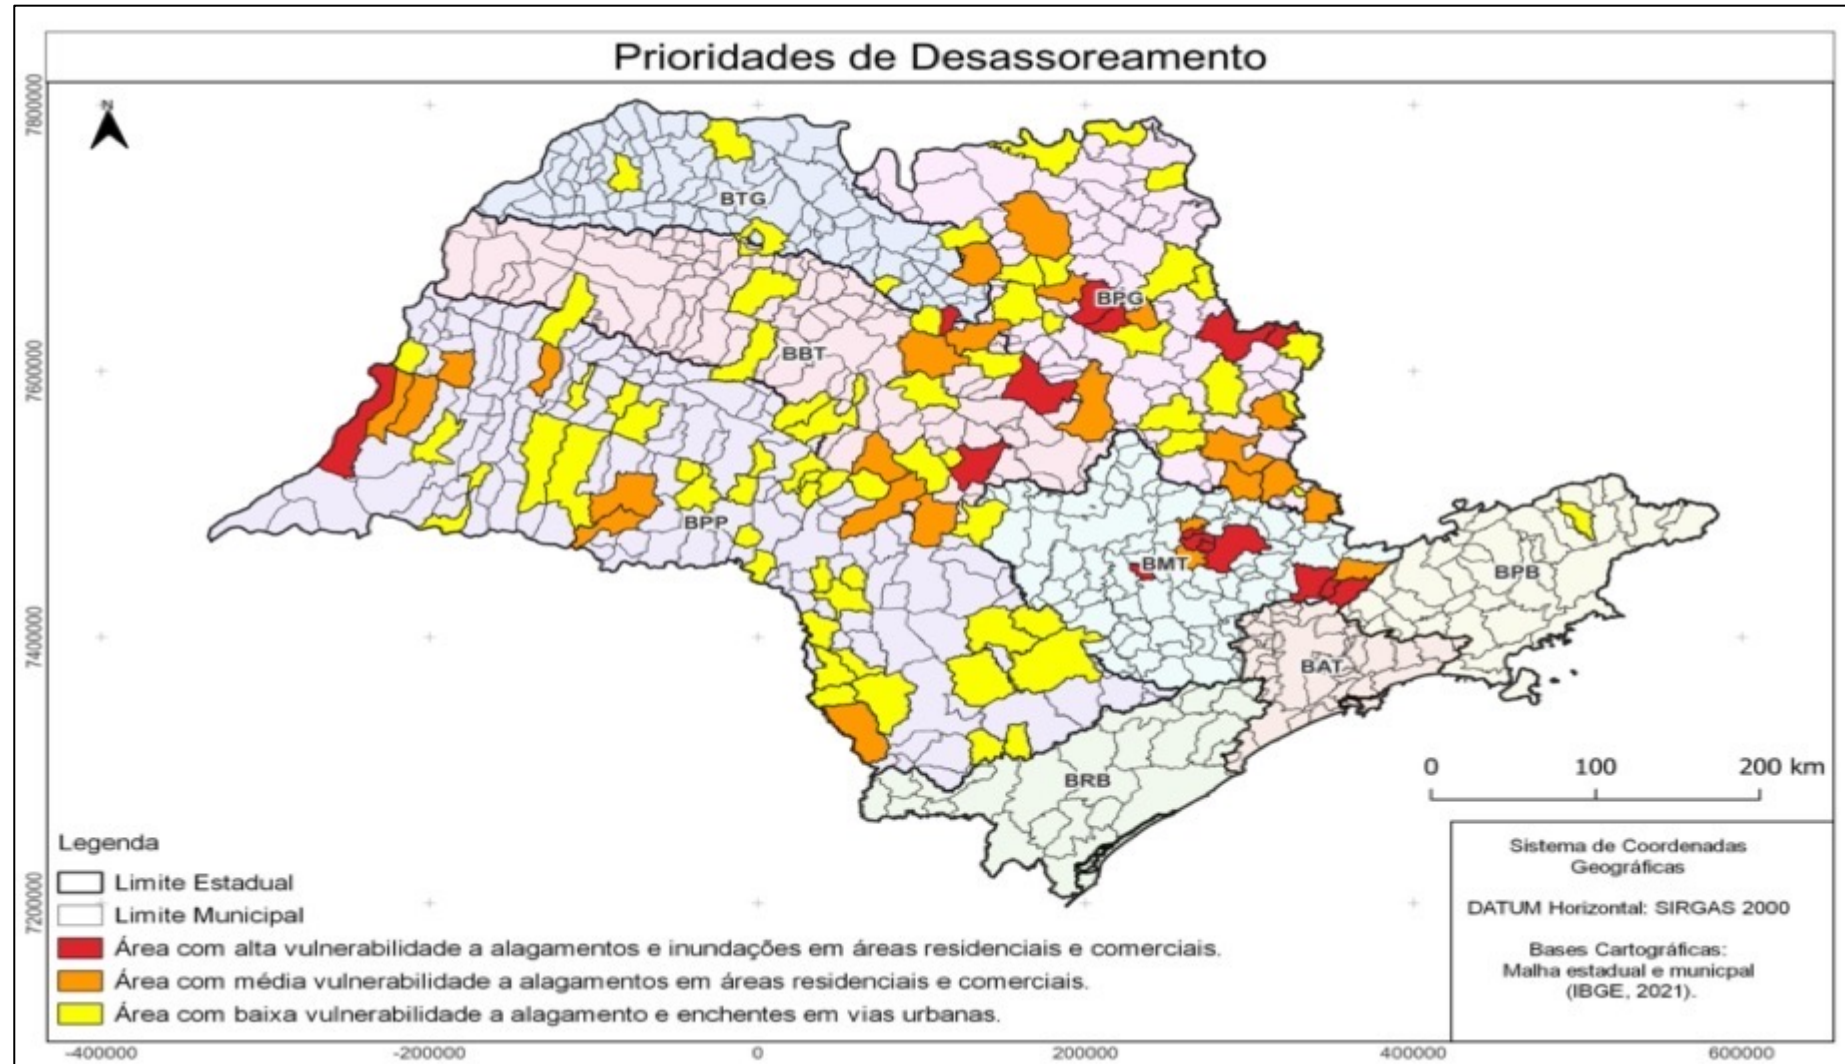 Prioridades de Desassoreamento
7800000
7600000
7400000
7200000
N
BTG
BPG
BBT
BPP
BMT
BPB
BAT
BRB
0 100 200 km
Legenda
Limite Estadual
Limite Municipal
Área com alta vulnerabilidade a alagamentos e inundações em áreas residenciais e comerciais.
Área com média vulnerabilidade a alagamentos em áreas residenciais e comerciais.
Área com baixa vulnerabilidade a alagamento e enchentes em vias urbanas.
Sistema de Coordenadas
Geográficas
DATUM Horizontal: SIRGAS 2000
Bases Cartográficas:
Malha estadual e municpal
(IBGE, 2021).
-400000 -200000 0 200000 400000 600000